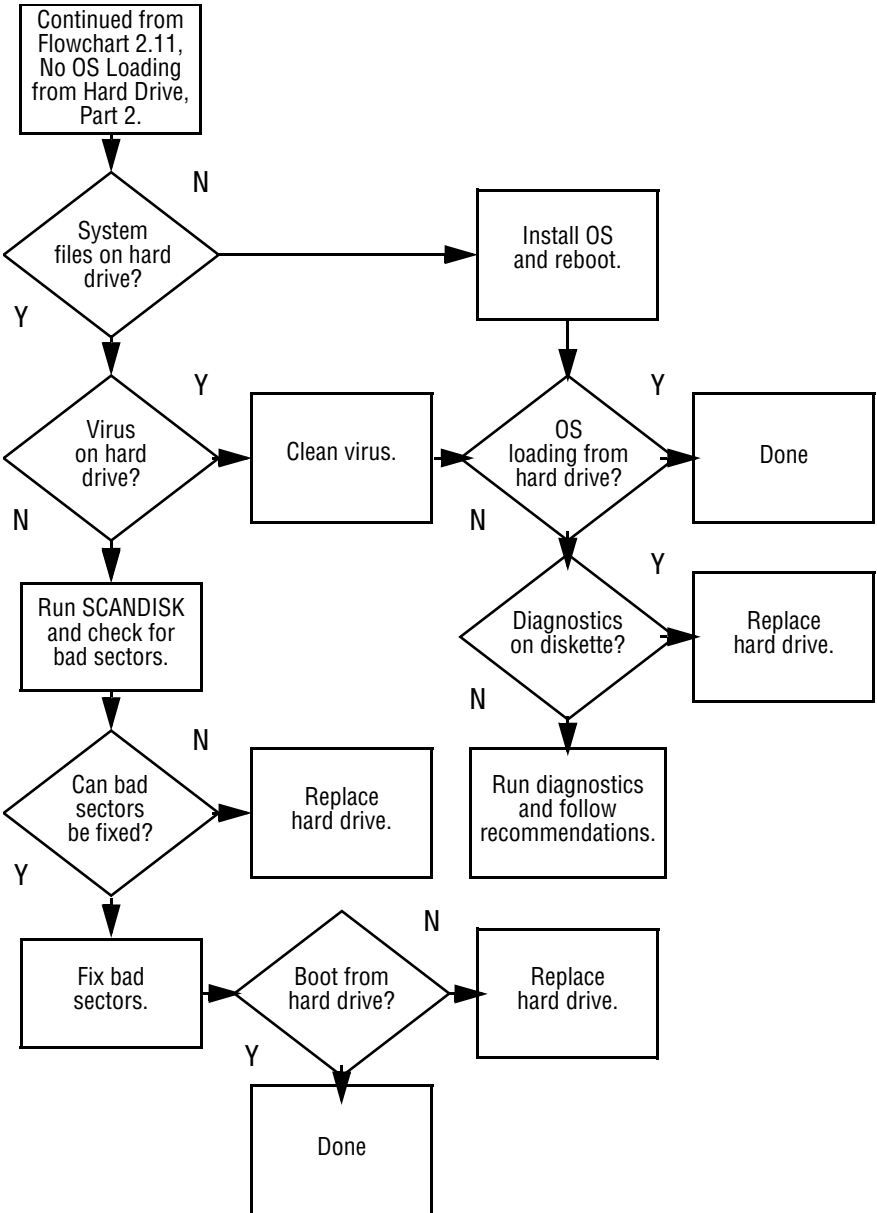 Continued from
Flowchart 2.11,
No OS Loading
from Hard Drive,
Part 2.
N
System
files on hard
drive?
Install OS
and reboot.
Y
Y
Virus
on hard
drive?
Clean virus.
Y
OS
loading from
hard drive?
Done
N
N
Run SCANDISK
and check for
bad sectors.
Y
Diagnostics
on diskette?
Replace
hard drive.
N
N
Can bad
sectors
be fixed?
Replace
hard drive.
Run diagnostics
and follow
recommendations.
Y
Fix bad
sectors.
N
Boot from
hard drive?
Replace
hard drive.
Y
Done